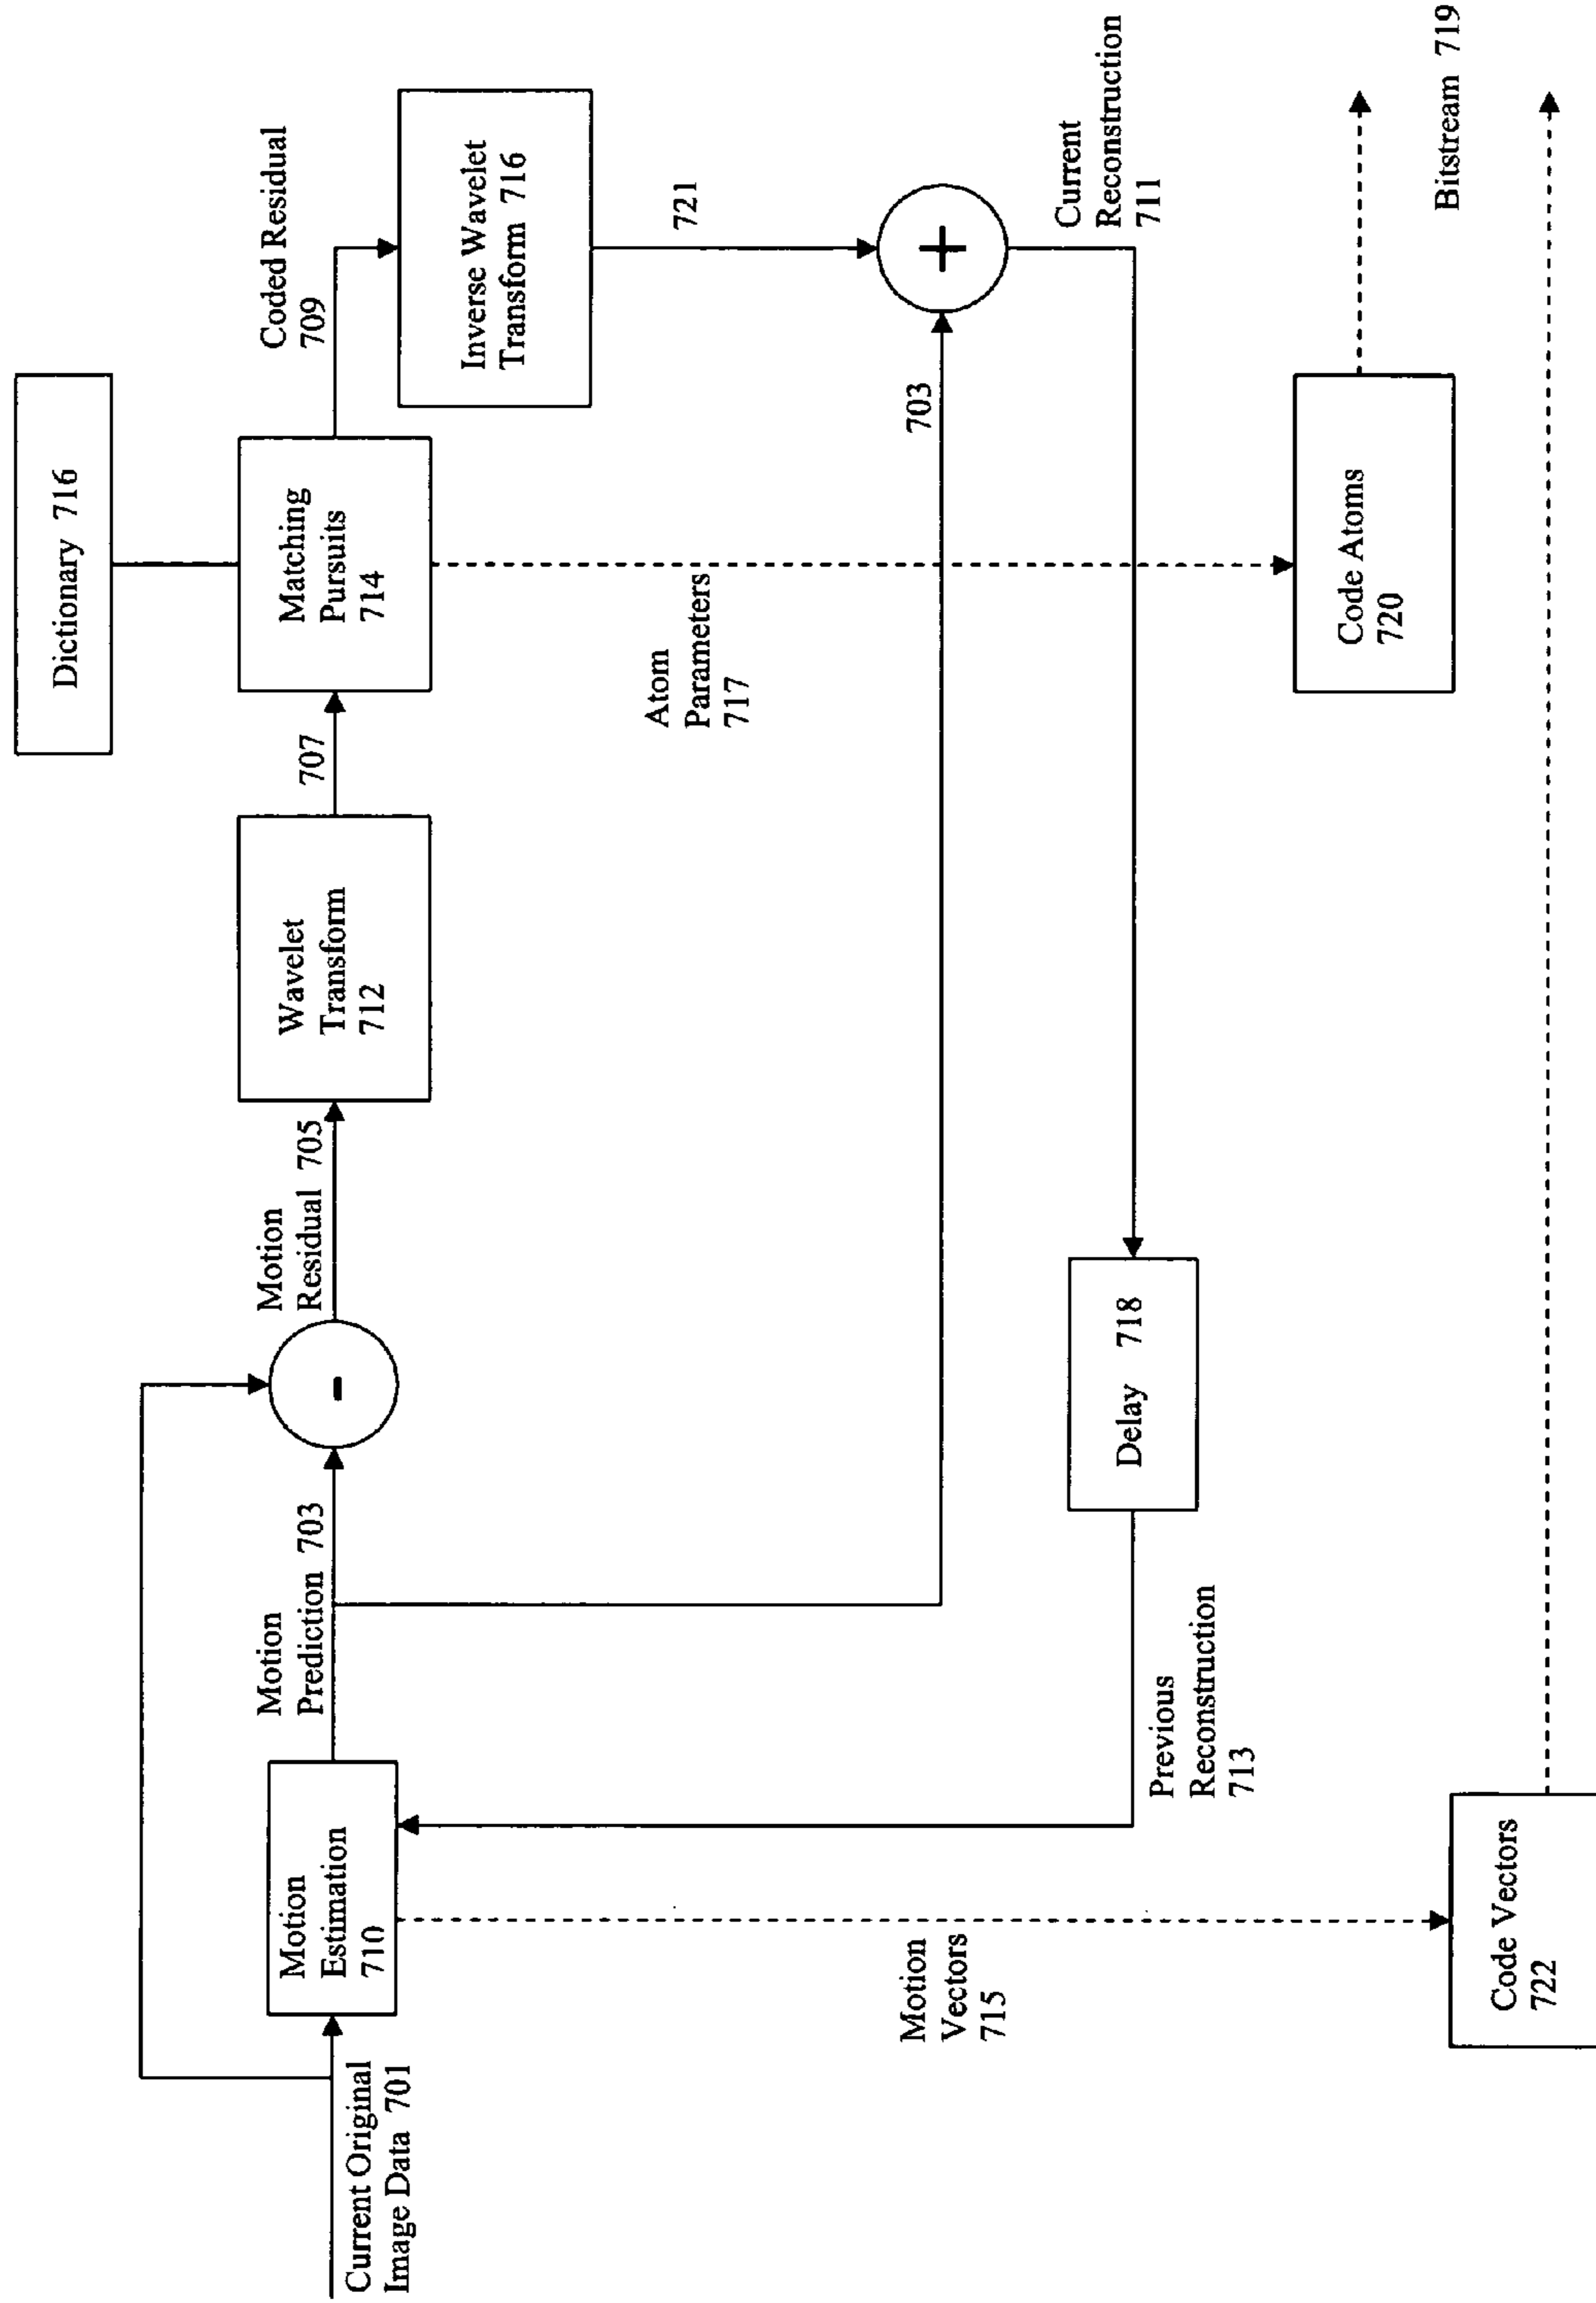 Current Original
Image Data 701
Motion
Estimation
710
Motion
Prediction 703
-
Motion
Residual 705
Wavelet
Transform
712
707
Dictionary 716
Matching
Pursuits
714
Coded Residual
709
Inverse Wavelet
Transform 716
721
703
+
Current
Reconstruction
711
Delay 718
Previous
Reconstruction
713
Atom
Parameters
717
Motion
Vectors
715
Code Atoms
720
Bitstream 719
Code Vectors
722